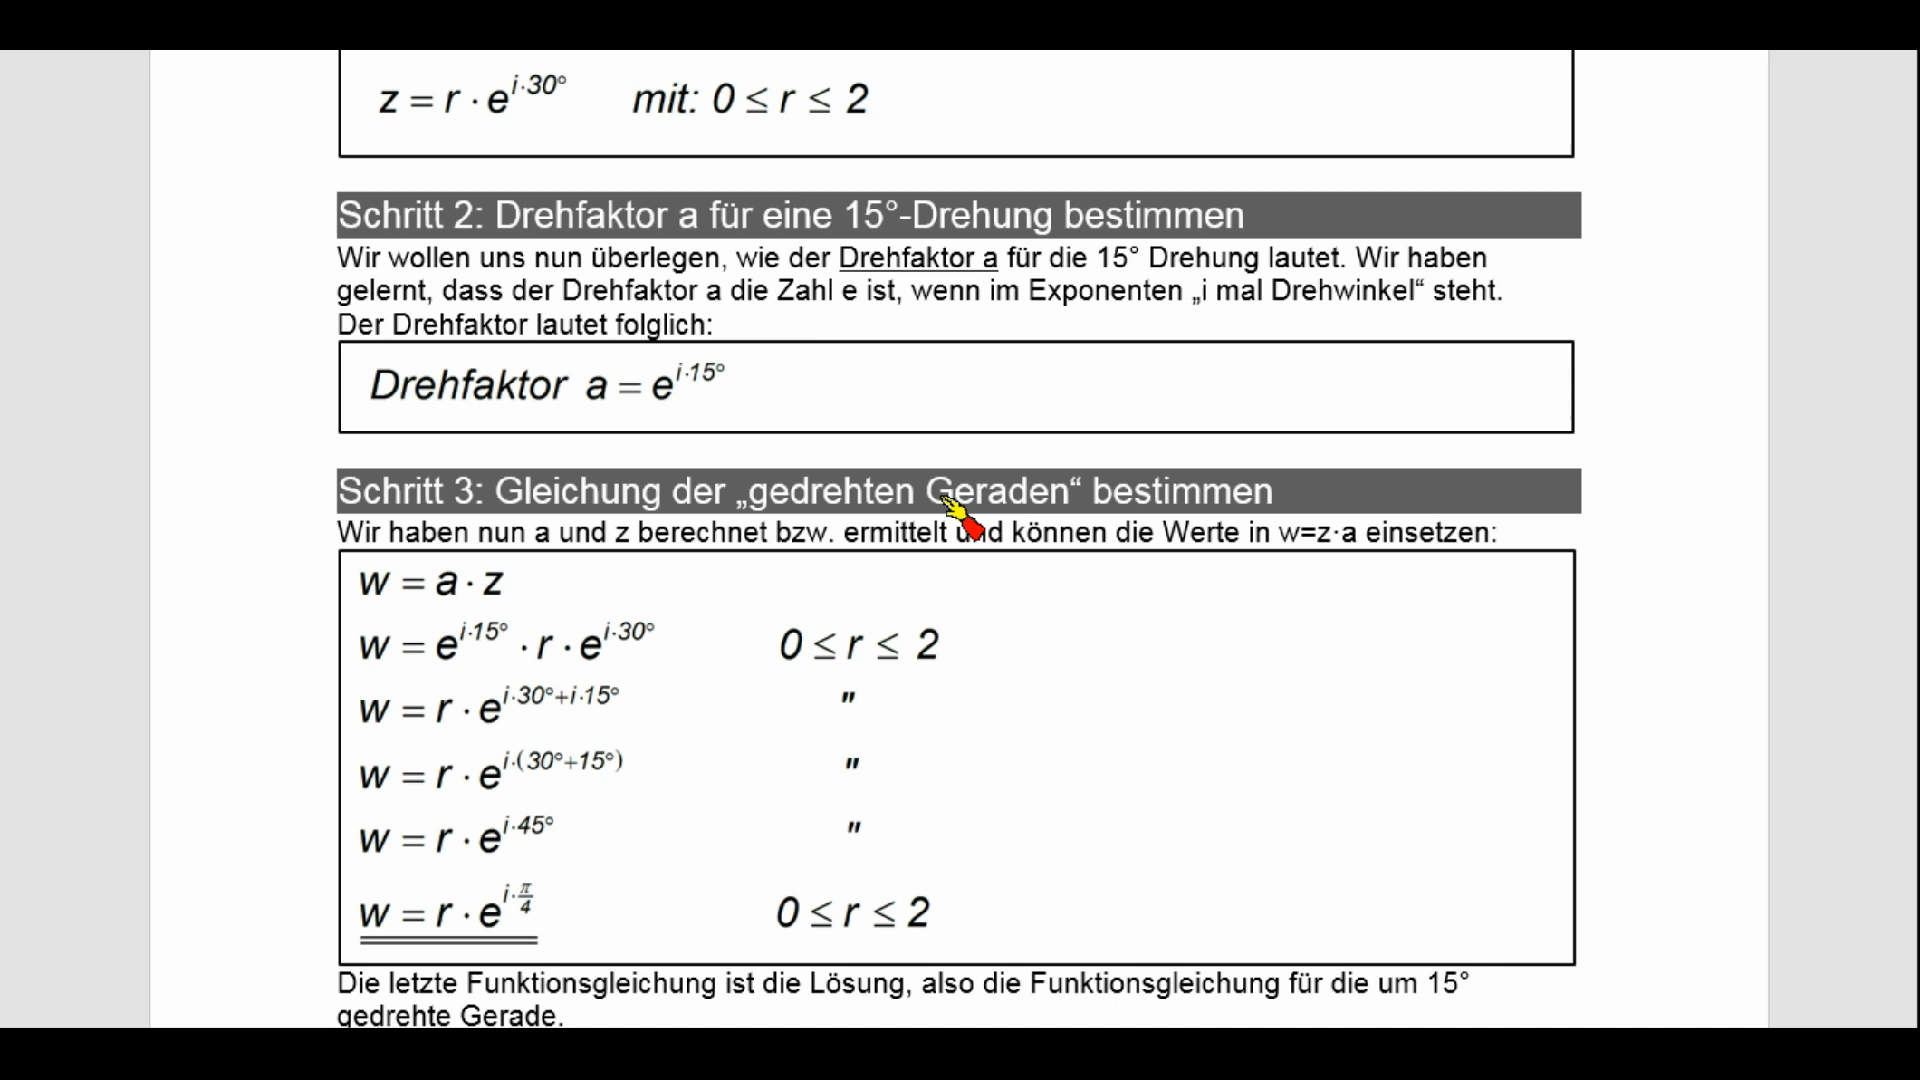 z = r · e^{i·30°} mit: 0 ≤ r ≤ 2
Schritt 2: Drehfaktor a für eine 15°-Drehung bestimmen
Wir wollen uns nun überlegen, wie der Drehfaktor a für die 15° Drehung lautet. Wir haben
gelernt, dass der Drehfaktor a die Zahl e ist, wenn im Exponenten „i mal Drehwinkel“ steht.
Der Drehfaktor lautet folglich:
Drehfaktor a = e^{i·15°}
Schritt 3: Gleichung der „gedrehten Geraden“ bestimmen
Wir haben nun a und z berechnet bzw. ermittelt und können die Werte in w=z·a einsetzen:
w = a · z
w = e^{i·15°} · r · e^{i·30°} 0 ≤ r ≤ 2
w = r · e^{i·30°+i·15°} "
w = r · e^{i·(30°+15°)} "
w = r · e^{i·45°} "
w = r · e^{i·π/4} 0 ≤ r ≤ 2
Die letzte Funktionsgleichung ist die Lösung, also die Funktionsgleichung für die um 15°
gedrehte Gerade.